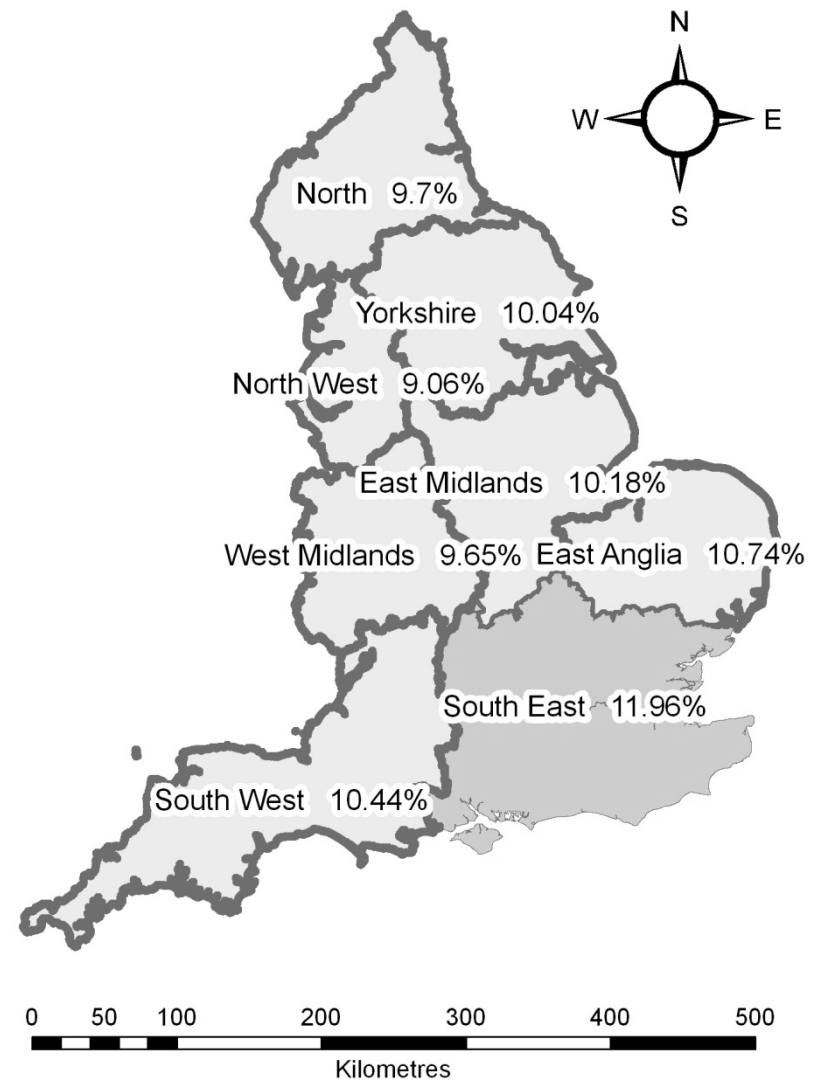 N
W E
S
North 9.7%
Yorkshire 10.04%
North West 9.06%
East Midlands 10.18%
West Midlands 9.65%
East Anglia 10.74%
South East 11.96%
South West 10.44%
0 50 100 200 300 400 500
Kilometres